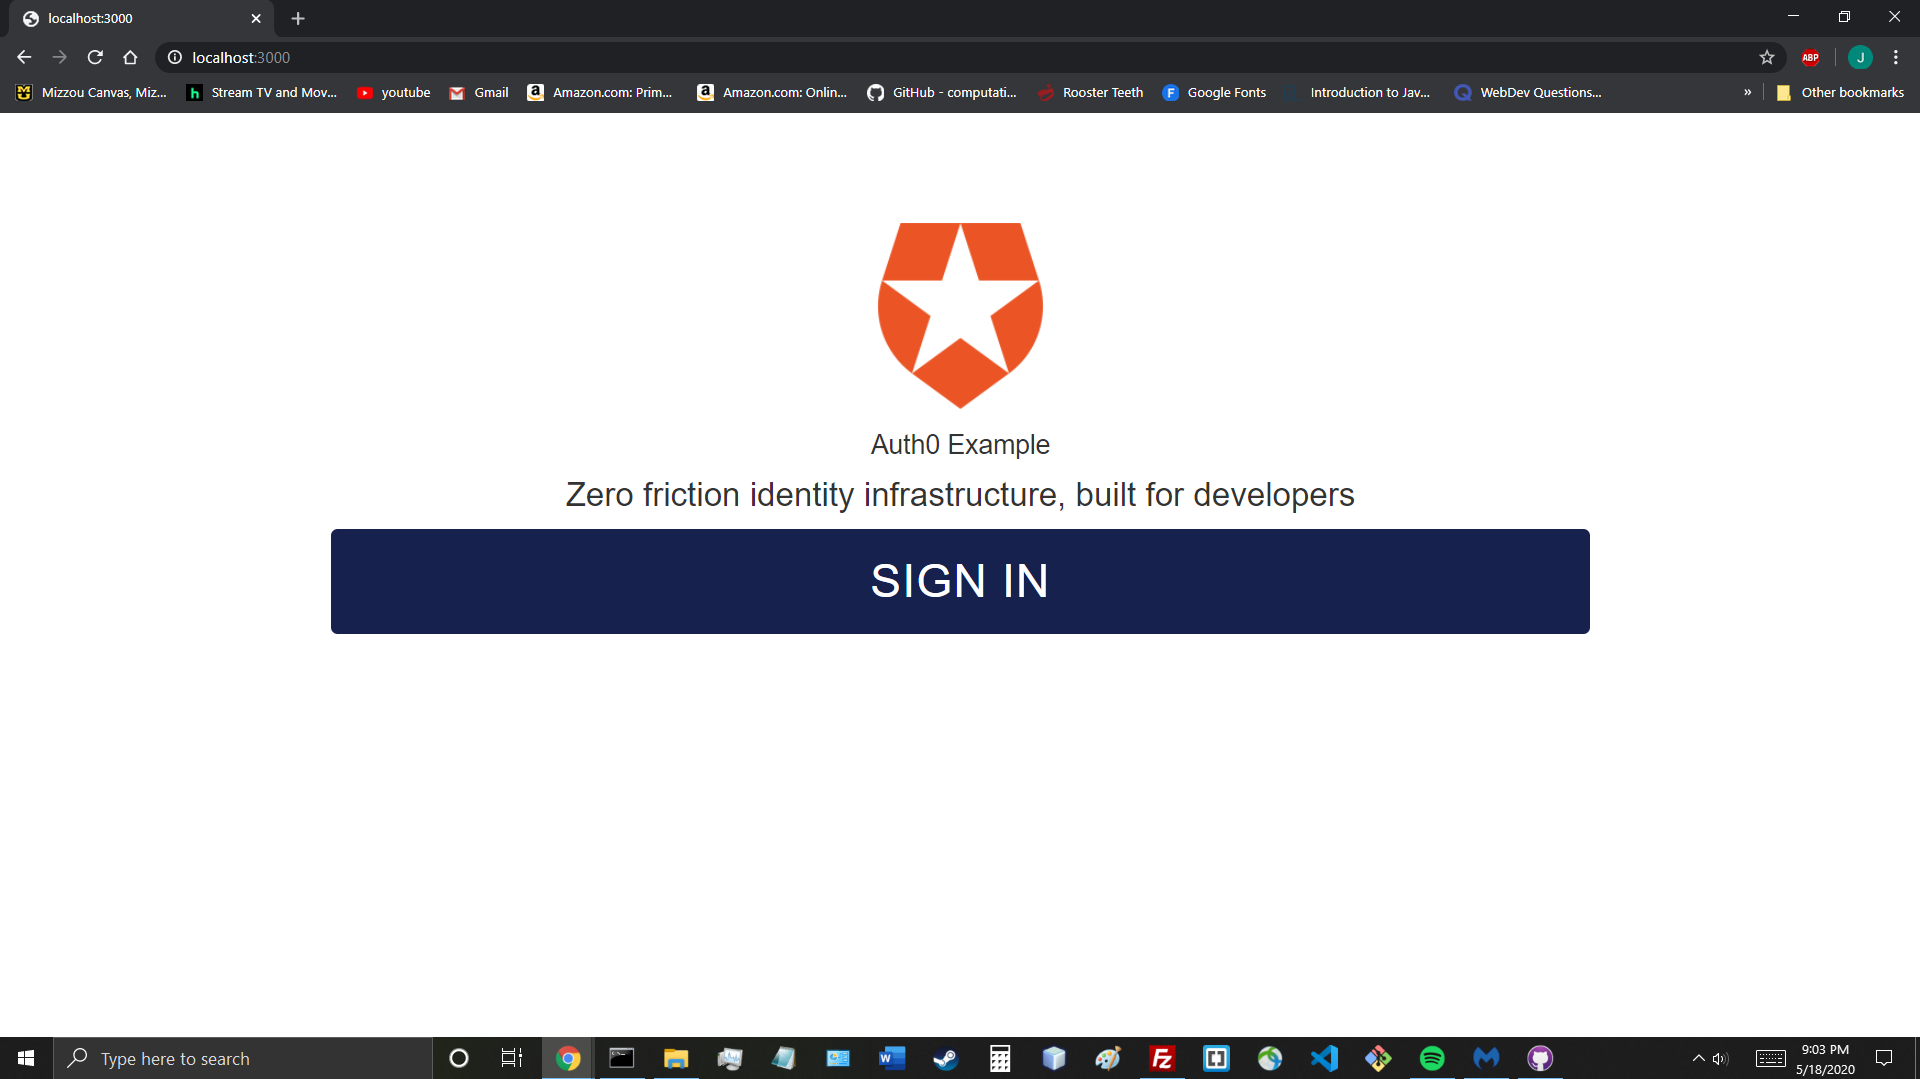 localhost:3000
localhost:3000
ABP
J
Mizzou Canvas, Miz...
h
Stream TV and Mov...
youtube
Gmail
a
Amazon.com: Prim...
a
Amazon.com: Onlin...
GitHub - computati...
Rooster Teeth
F
Google Fonts
Introduction to Jav...
Q
WebDev Questions...
»
Other bookmarks
Auth0 Example
Zero friction identity infrastructure, built for developers
SIGN IN
Type here to search
W
FZ
9:03 PM
5/18/2020